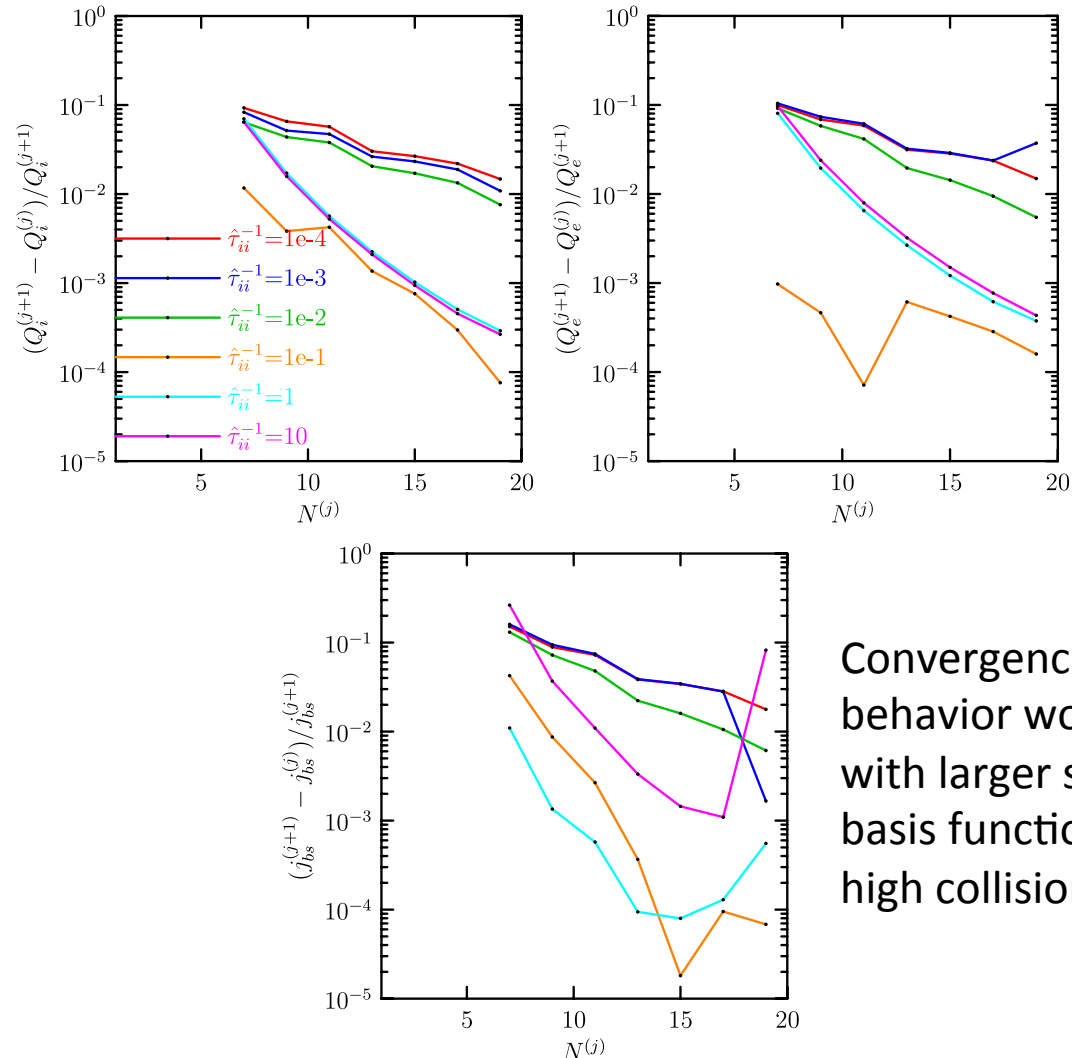 10^0
10^-1
10^-2
10^-3
10^-4
10^-5
(Q_i^(j+1) − Q_i^(j))/Q_i^(j+1)
τ̂_ii^-1=1e-4
τ̂_ii^-1=1e-3
τ̂_ii^-1=1e-2
τ̂_ii^-1=1e-1
τ̂_ii^-1=1
τ̂_ii^-1=10
5 10 15 20
N^(j)
10^0
10^-1
10^-2
10^-3
10^-4
10^-5
(Q_e^(j+1) − Q_e^(j))/Q_e^(j+1)
5 10 15 20
N^(j)
10^0
10^-1
10^-2
10^-3
10^-4
10^-5
(j_bs^(j+1) − j_bs^(j))/j_bs^(j+1)
5 10 15 20
N^(j)
Convergenc
behavior wo
with larger s
basis functio
high collision